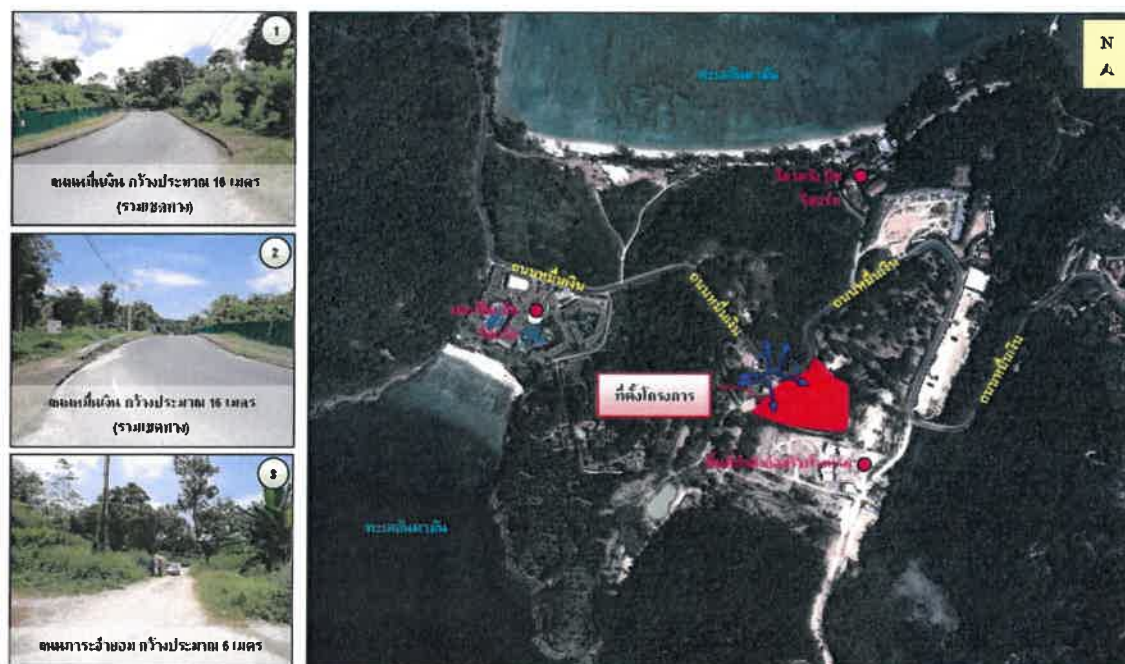 1
ถนนหมื่นเงิน กว้างประมาณ 16 เมตร
(รวมเขตทาง)
2
ถนนหมื่นเงิน กว้างประมาณ 16 เมตร
(รวมเขตทาง)
3
ถนนภาระจำยอม กว้างประมาณ 6 เมตร
N
ทะเลอันดามัน
รีสอร์ท
ถนนหมื่นเงิน
ถนนหมื่นเงิน
ถนนหมื่นเงิน
ถนนหมื่นเงิน
ที่ตั้งโครงการ
ทะเลอันดามัน